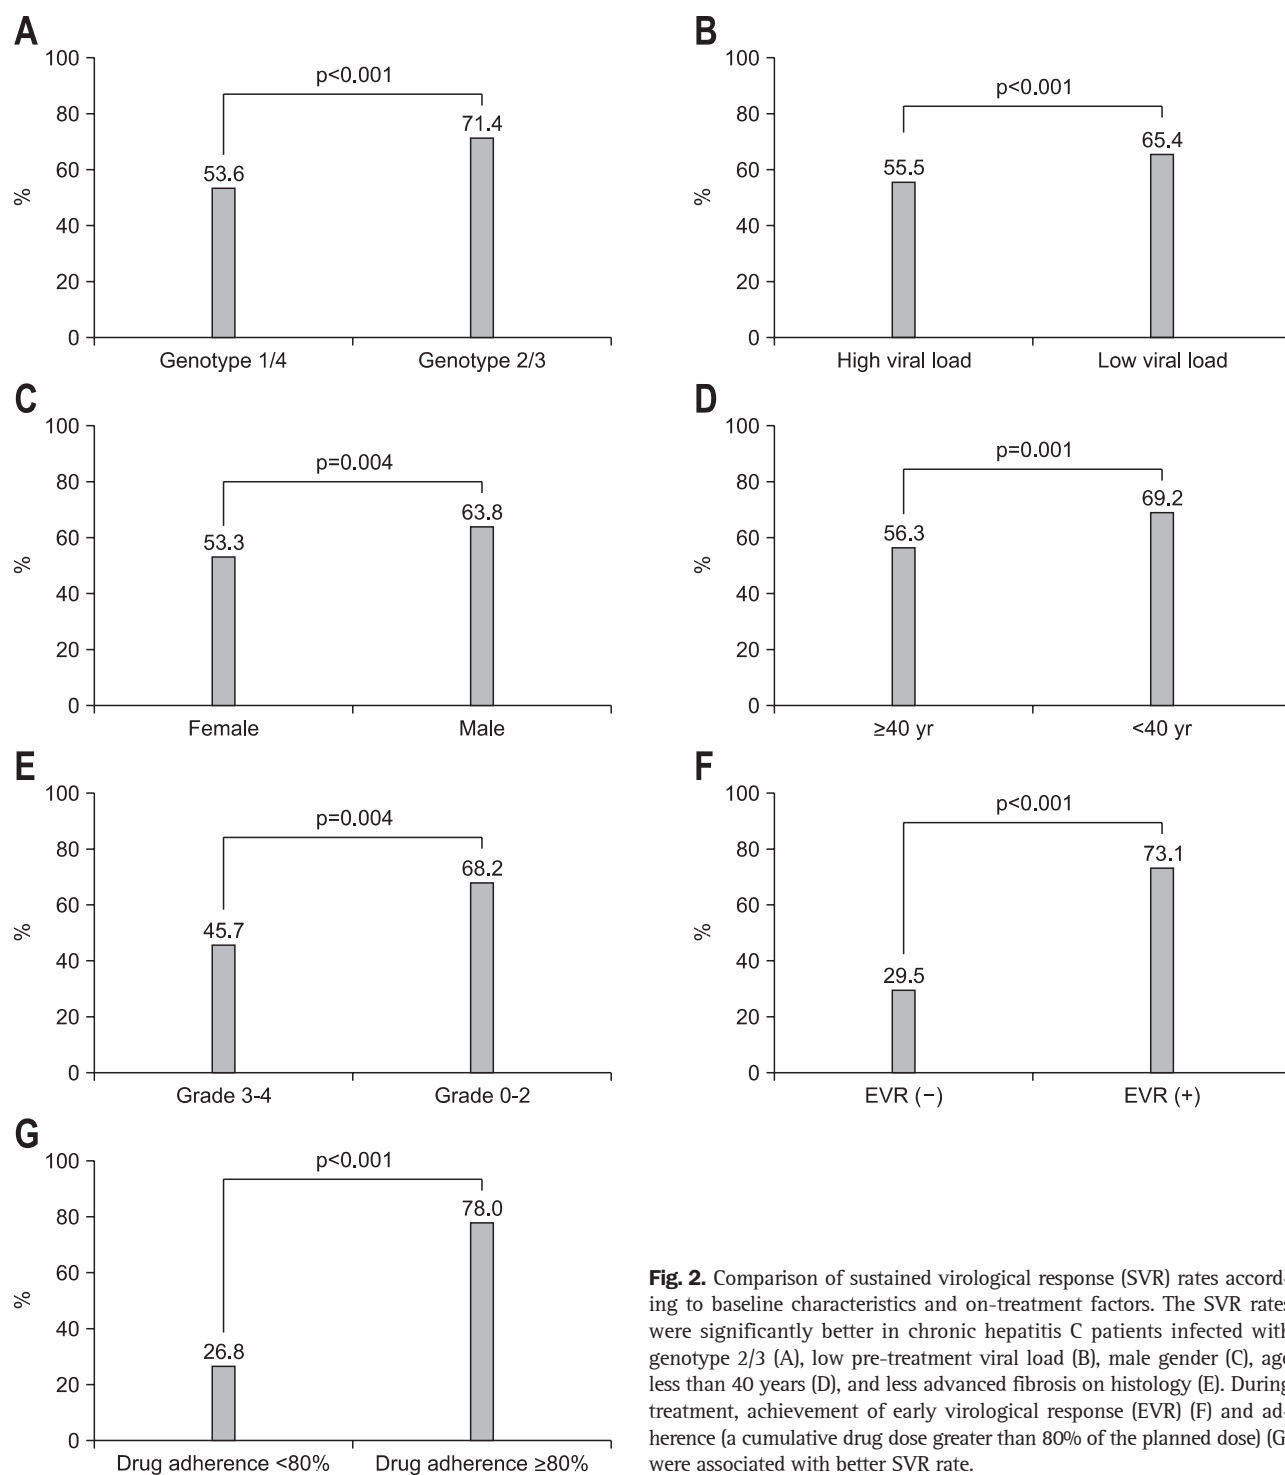 A
100
80
60
40
20
0
%
p<0.001
53.6
71.4
Genotype 1/4 Genotype 2/3
B
100
80
60
40
20
0
%
p<0.001
55.5
65.4
High viral load Low viral load
C
100
80
60
40
20
0
%
p=0.004
53.3
63.8
Female Male
D
100
80
60
40
20
0
%
p=0.001
56.3
69.2
≥40 yr <40 yr
E
100
80
60
40
20
0
%
p=0.004
45.7
68.2
Grade 3-4 Grade 0-2
F
100
80
60
40
20
0
%
p<0.001
29.5
73.1
EVR (−) EVR (+)
G
100
80
60
40
20
0
%
p<0.001
26.8
78.0
Drug adherence <80% Drug adherence ≥80%
Fig. 2. Comparison of sustained virological response (SVR) rates accord-
ing to baseline characteristics and on-treatment factors. The SVR rates
were significantly better in chronic hepatitis C patients infected with
genotype 2/3 (A), low pre-treatment viral load (B), male gender (C), age
less than 40 years (D), and less advanced fibrosis on histology (E). During
treatment, achievement of early virological response (EVR) (F) and ad-
herence (a cumulative drug dose greater than 80% of the planned dose) (G)
were associated with better SVR rate.